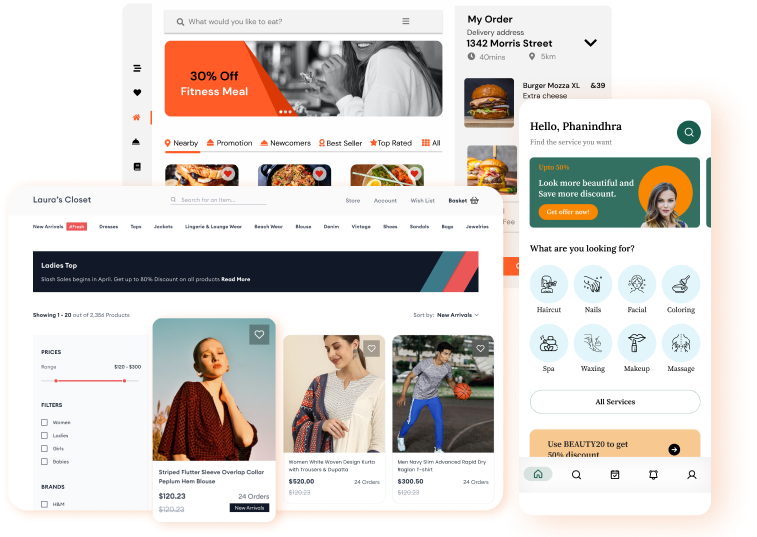 What would you like to eat?
30% Off
Fitness Meal
Nearby
Promotion
Newcomers
Best Seller
Top Rated
All
My Order
Delivery address
1342 Morris Street
40mins
5km
Burger Mozza XL &39
Extra cheese
Fee
Laura's Closet
Search for an Item...
Store
Account
Wish List
Basket
New Arrivals #Fresh
Dresses
Tops
Jackets
Lingerie & Lounge Wear
Beach Wear
Blouse
Denim
Vintage
Shoes
Sandals
Bags
Jewebles
Ladies Top
Slash Sales begins in April. Get up to 80% Discount on all products Read More
Showing 1 - 20 out of 2,356 Products
Sort by: New Arrivals
PRICES
Range $120 - $300
FILTERS
Women
Ladies
Girls
Babies
BRANDS
H&M
Striped Flutter Sleeve Overlap Collar
Peplum Hem Blouse
$120.23 24 Orders
$120.23 New Arrivals
Women White Woven Design Kurta
with Trousers & Dupatta
$520.00 24 Orders
$120.23
Men Navy Slim Advanced Rapid Dry
Raglan T-shirt
$300.50 24 Orders
$120.23
Hello, Phanindhra
Find the service you want
Upto 50%
Look more beautiful and
Save more discount.
Get offer now!
What are you looking for?
Haircut
Nails
Facial
Coloring
Spa
Waxing
Makeup
Massage
All Services
Use BEAUTY20 to get
50% discount